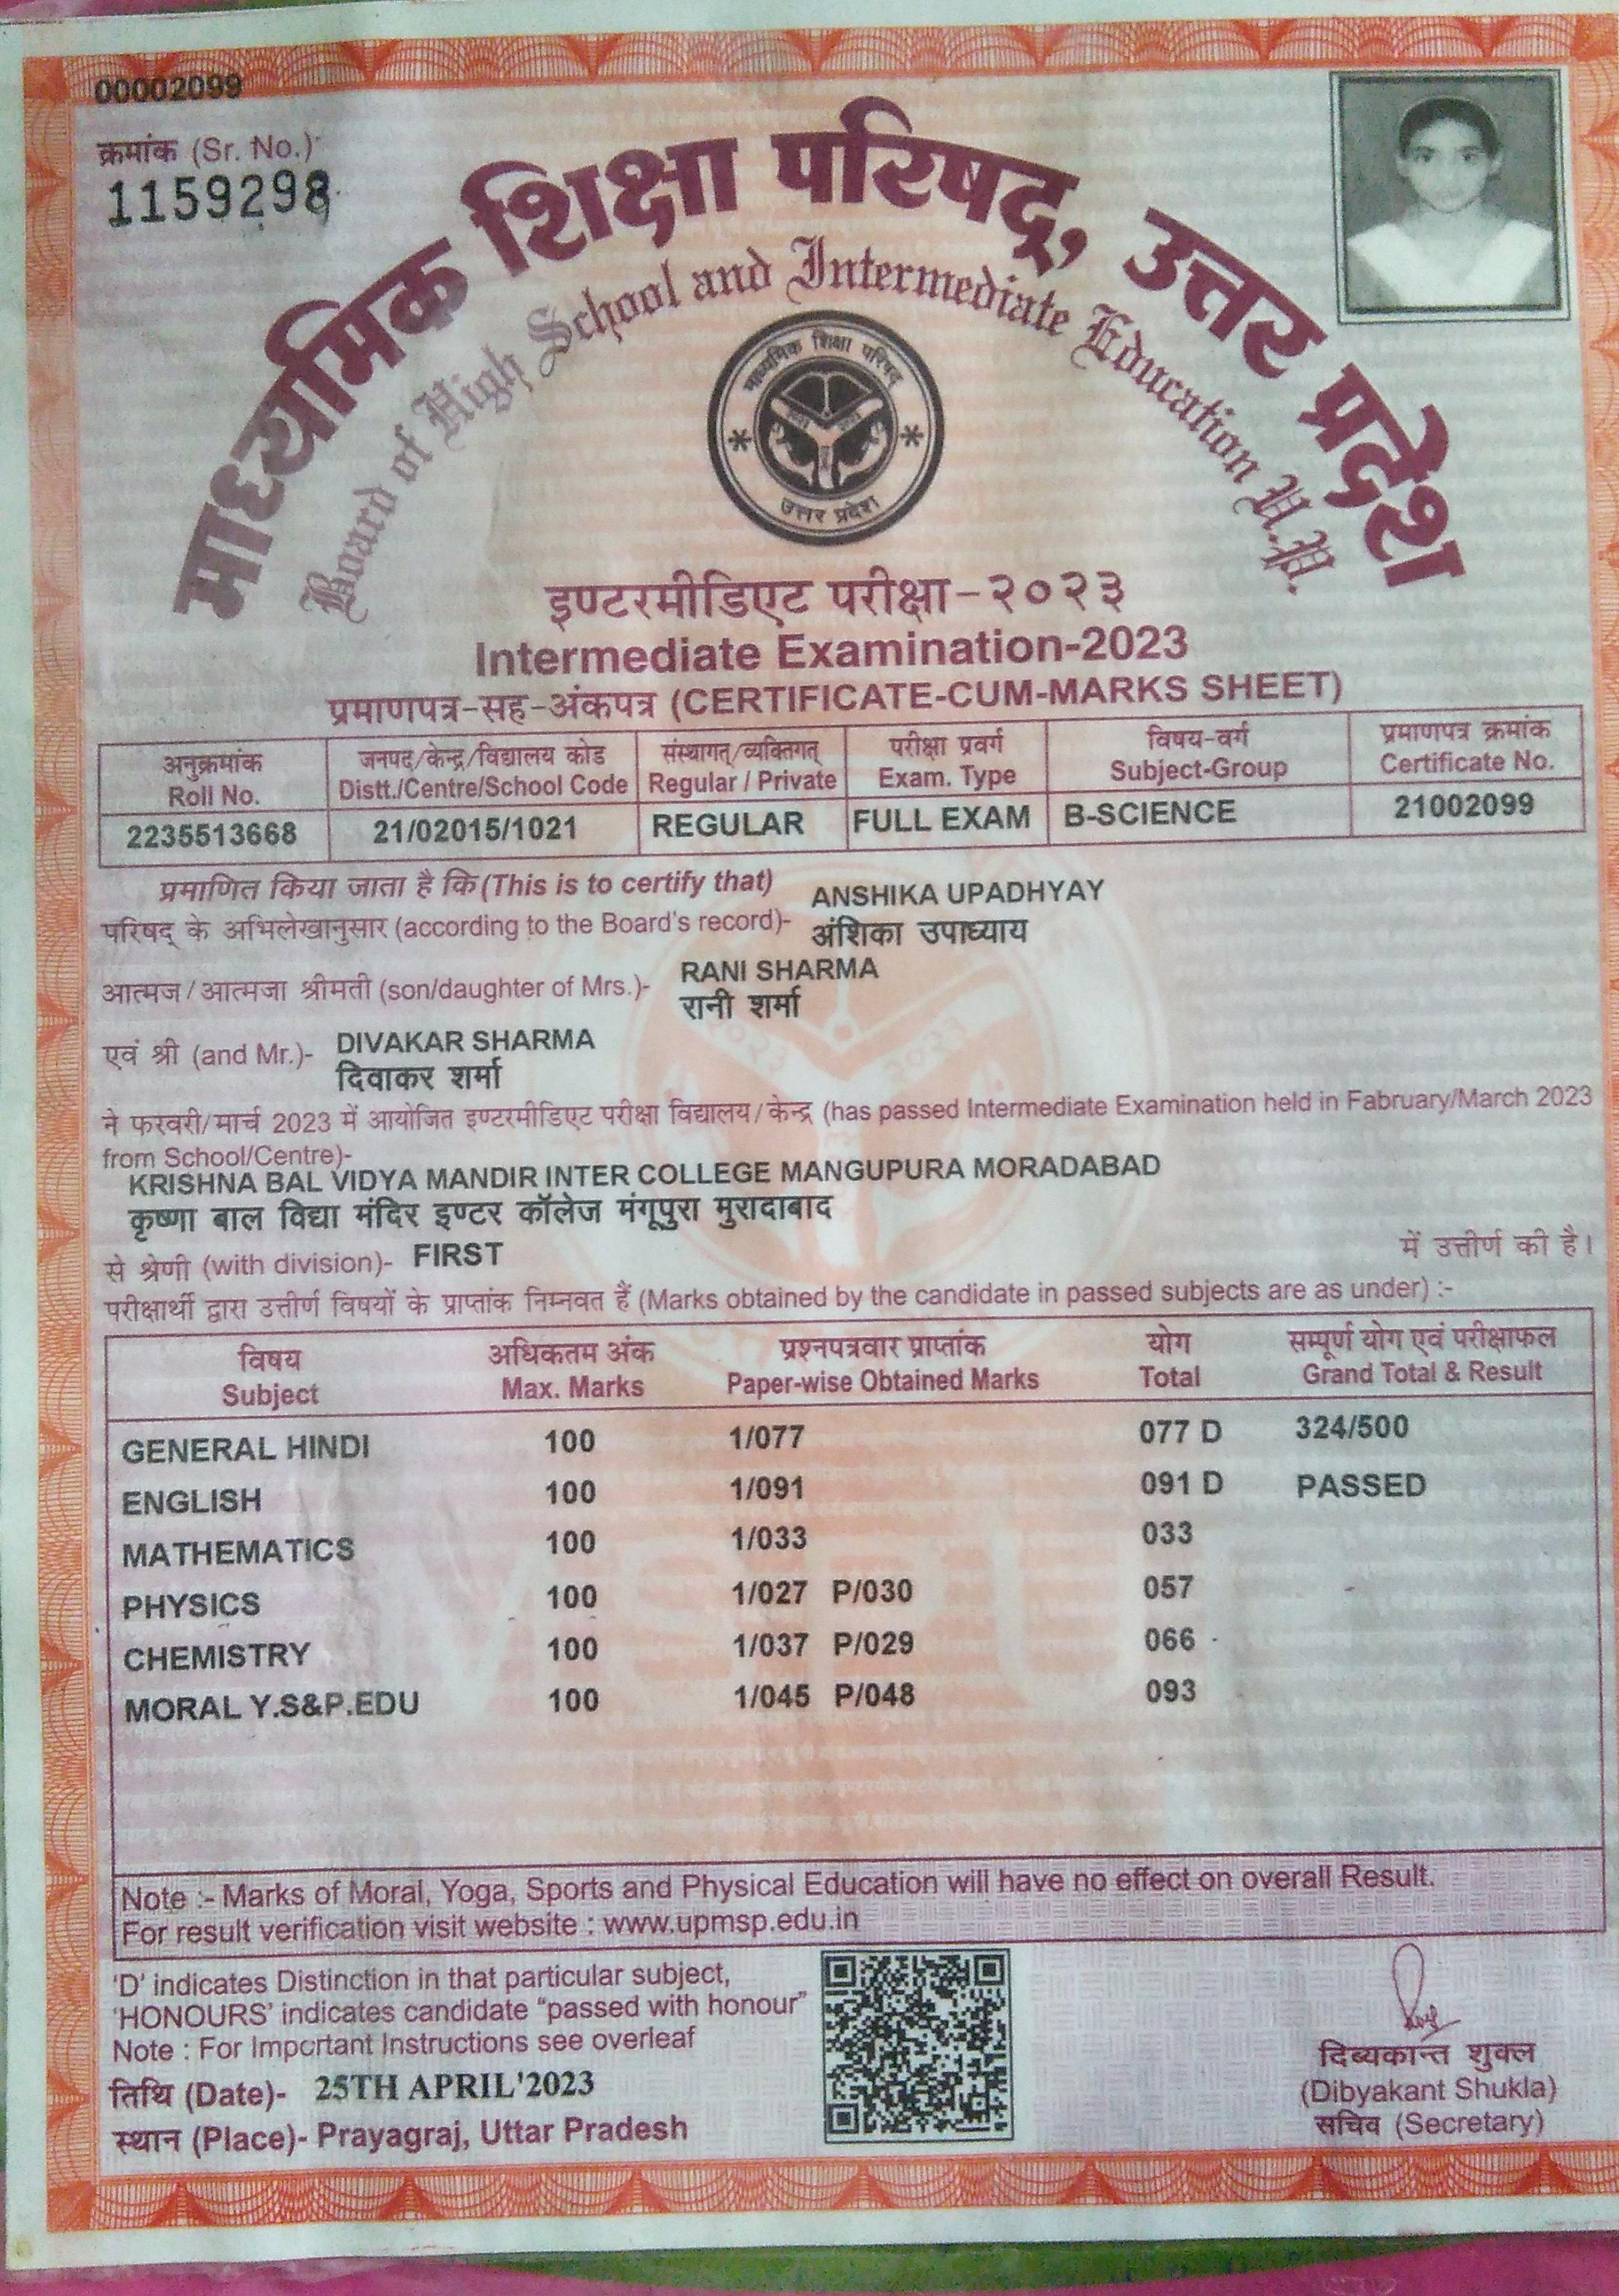 00002099
क्रमांक (Sr. No.)
1159298
माध्यमिक शिक्षा परिषद्, उत्तर प्रदेश
Board of High School and Intermediate Education U.P.
माध्यमिक शिक्षा परिषद्
उत्तर प्रदेश
इण्टरमीडिएट परीक्षा-२०२३
Intermediate Examination-2023
प्रमाणपत्र-सह-अंकपत्र (CERTIFICATE-CUM-MARKS SHEET)
अनुक्रमांक जनपद/केन्द्र/विद्यालय कोड संस्थागत्/व्यक्तिगत् परीक्षा प्रवर्ग विषय-वर्ग प्रमाणपत्र क्रमांक
Roll No. Distt./Centre/School Code Regular / Private Exam. Type Subject-Group Certificate No.
2235513668 21/02015/1021 REGULAR FULL EXAM B-SCIENCE 21002099
प्रमाणित किया जाता है कि (This is to certify that) ANSHIKA UPADHYAY
परिषद् के अभिलेखानुसार (according to the Board's record)- अंशिका उपाध्याय
RANI SHARMA
आत्मज/आत्मजा श्रीमती (son/daughter of Mrs.)- रानी शर्मा
DIVAKAR SHARMA
एवं श्री (and Mr.)- दिवाकर शर्मा
ने फरवरी/मार्च 2023 में आयोजित इण्टरमीडिएट परीक्षा विद्यालय/केन्द्र (has passed Intermediate Examination held in Fabruary/March 2023
from School/Centre)-
KRISHNA BAL VIDYA MANDIR INTER COLLEGE MANGUPURA MORADABAD
कृष्णा बाल विद्या मंदिर इण्टर कॉलेज मंगूपुरा मुरादाबाद
से श्रेणी (with division)- FIRST में उत्तीर्ण की है।
परीक्षार्थी द्वारा उत्तीर्ण विषयों के प्राप्तांक निम्नवत हैं (Marks obtained by the candidate in passed subjects are as under) :-
विषय अधिकतम अंक प्रश्नपत्रवार प्राप्तांक योग सम्पूर्ण योग एवं परीक्षाफल
Subject Max. Marks Paper-wise Obtained Marks Total Grand Total & Result
GENERAL HINDI 100 1/077 077 D 324/500
ENGLISH 100 1/091 091 D PASSED
MATHEMATICS 100 1/033 033
PHYSICS 100 1/027 P/030 057
CHEMISTRY 100 1/037 P/029 066
MORAL Y.S&P.EDU 100 1/045 P/048 093
Note :- Marks of Moral, Yoga, Sports and Physical Education will have no effect on overall Result.
For result verification visit website : www.upmsp.edu.in
'D' indicates Distinction in that particular subject,
'HONOURS' indicates candidate "passed with honour"
Note : For Important Instructions see overleaf
तिथि (Date)- 25TH APRIL'2023
स्थान (Place)- Prayagraj, Uttar Pradesh
दिब्यकान्त शुक्ल
(Dibyakant Shukla)
सचिव (Secretary)